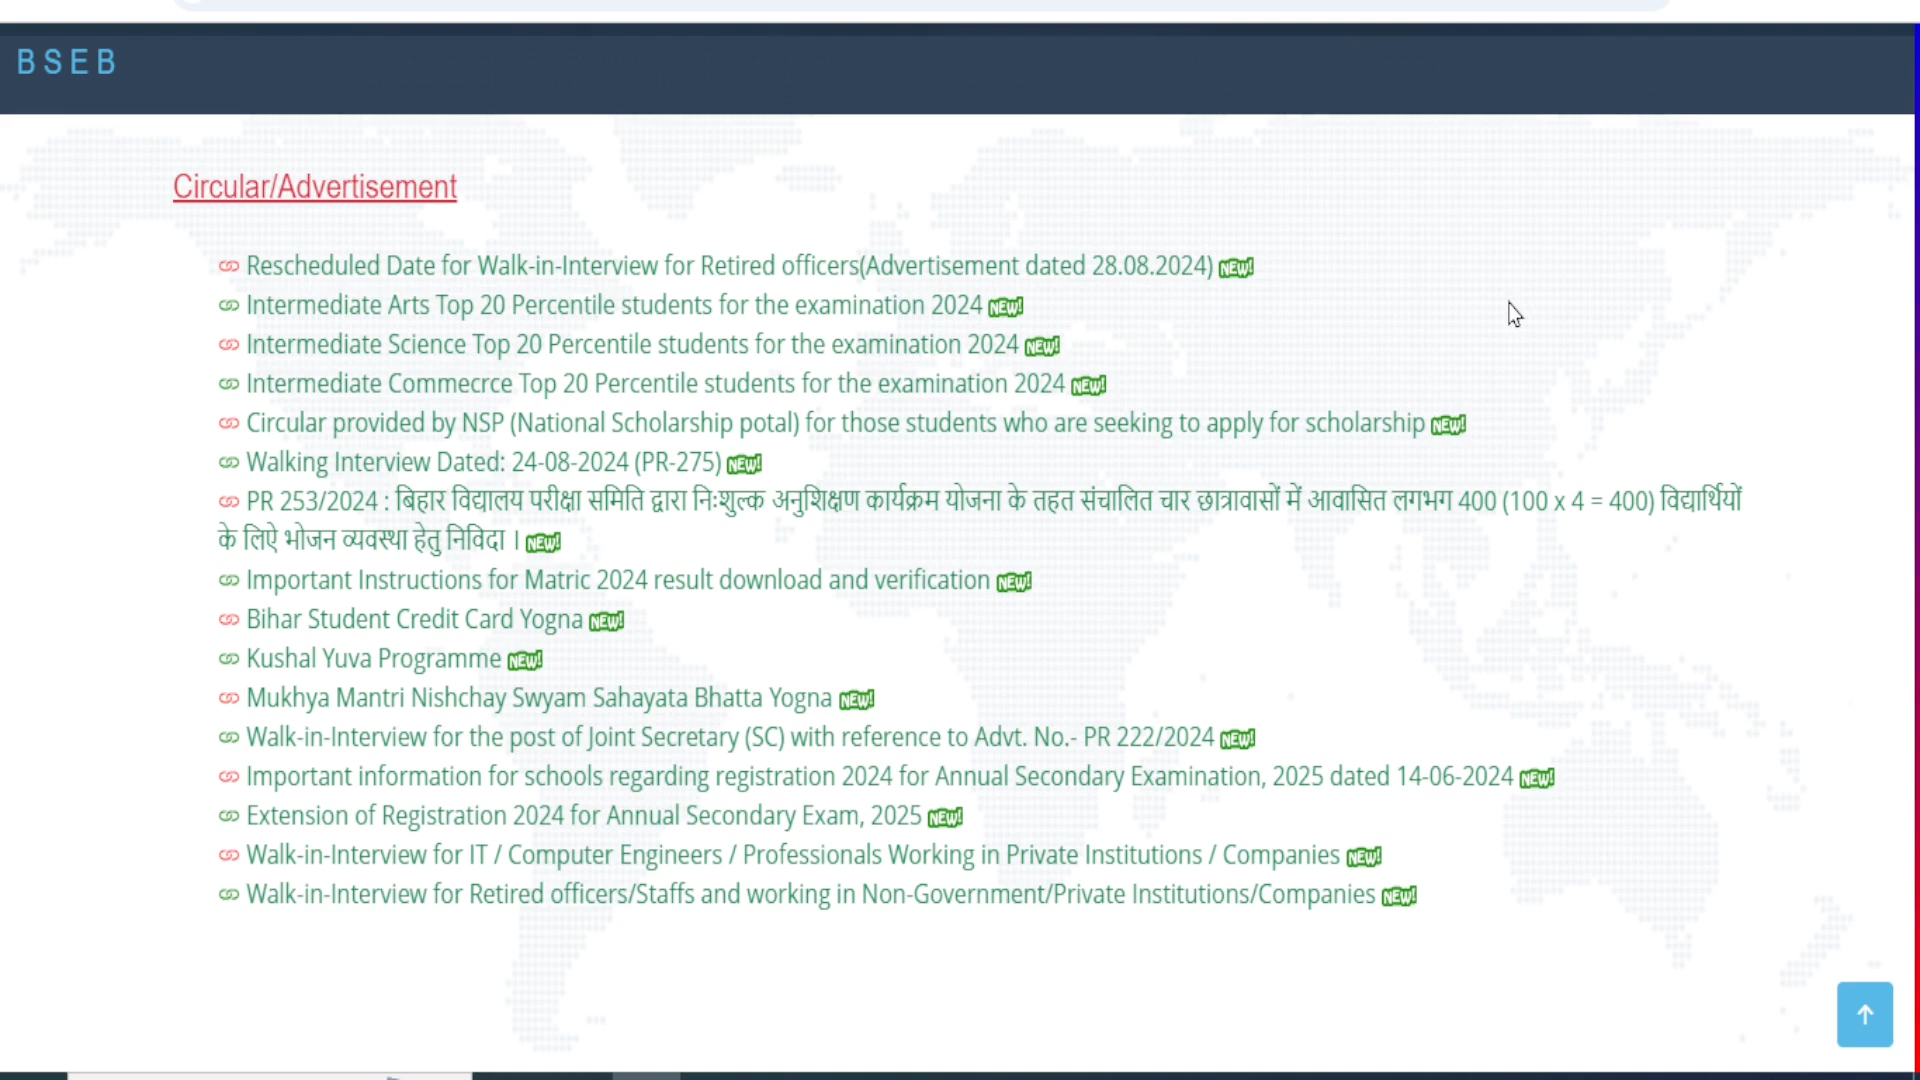 BSEB
Circular/Advertisement
Rescheduled Date for Walk-in-Interview for Retired officers(Advertisement dated 28.08.2024) NEW!
Intermediate Arts Top 20 Percentile students for the examination 2024 NEW!
Intermediate Science Top 20 Percentile students for the examination 2024 NEW!
Intermediate Commecrce Top 20 Percentile students for the examination 2024 NEW!
Circular provided by NSP (National Scholarship potal) for those students who are seeking to apply for scholarship NEW!
Walking Interview Dated: 24-08-2024 (PR-275) NEW!
PR 253/2024 : बिहार विद्यालय परीक्षा समिति द्वारा निःशुल्क अनुशिक्षण कार्यक्रम योजना के तहत संचालित चार छात्रावासों में आवासित लगभग 400 (100 x 4 = 400) विद्यार्थियों
के लिऐ भोजन व्यवस्था हेतु निविदा । NEW!
Important Instructions for Matric 2024 result download and verification NEW!
Bihar Student Credit Card Yogna NEW!
Kushal Yuva Programme NEW!
Mukhya Mantri Nishchay Swyam Sahayata Bhatta Yogna NEW!
Walk-in-Interview for the post of Joint Secretary (SC) with reference to Advt. No.- PR 222/2024 NEW!
Important information for schools regarding registration 2024 for Annual Secondary Examination, 2025 dated 14-06-2024 NEW!
Extension of Registration 2024 for Annual Secondary Exam, 2025 NEW!
Walk-in-Interview for IT / Computer Engineers / Professionals Working in Private Institutions / Companies NEW!
Walk-in-Interview for Retired officers/Staffs and working in Non-Government/Private Institutions/Companies NEW!